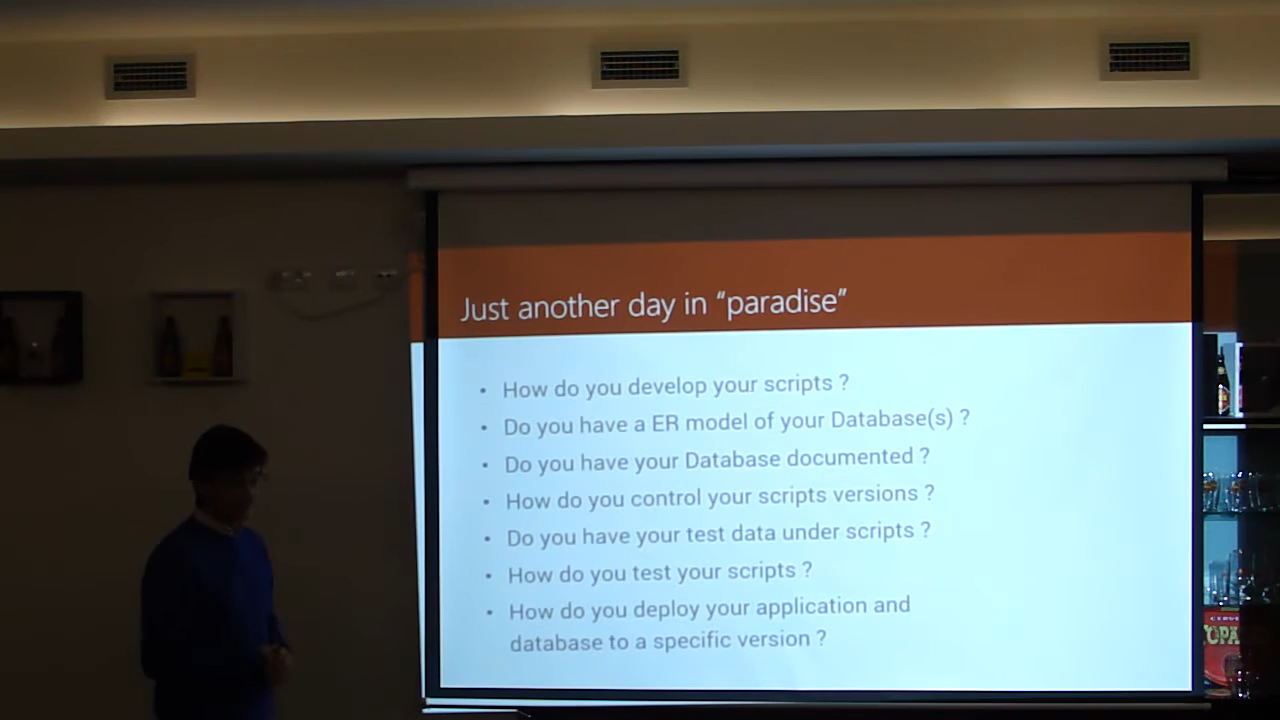 Just another day in “paradise”
• How do you develop your scripts ?
• Do you have a ER model of your Database(s) ?
• Do you have your Database documented ?
• How do you control your scripts versions ?
• Do you have your test data under scripts ?
• How do you test your scripts ?
• How do you deploy your application and
database to a specific version ?